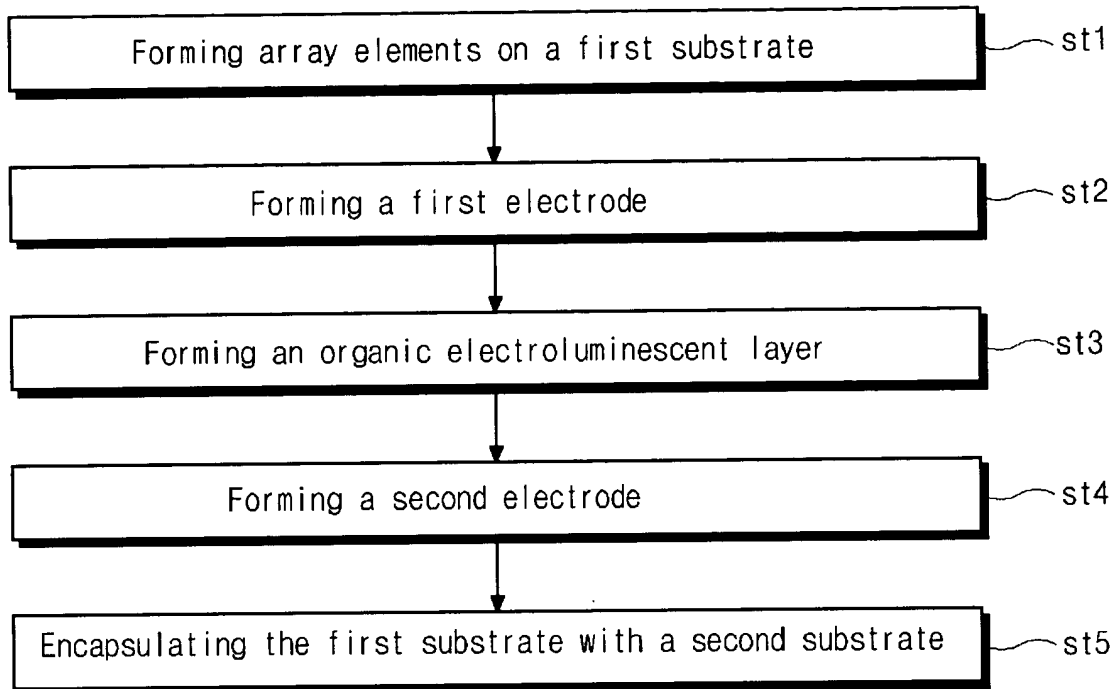 Forming array elements on a first substrate st1
Forming a first electrode st2
Forming an organic electroluminescent layer st3
Forming a second electrode st4
Encapsulating the first substrate with a second substrate st5